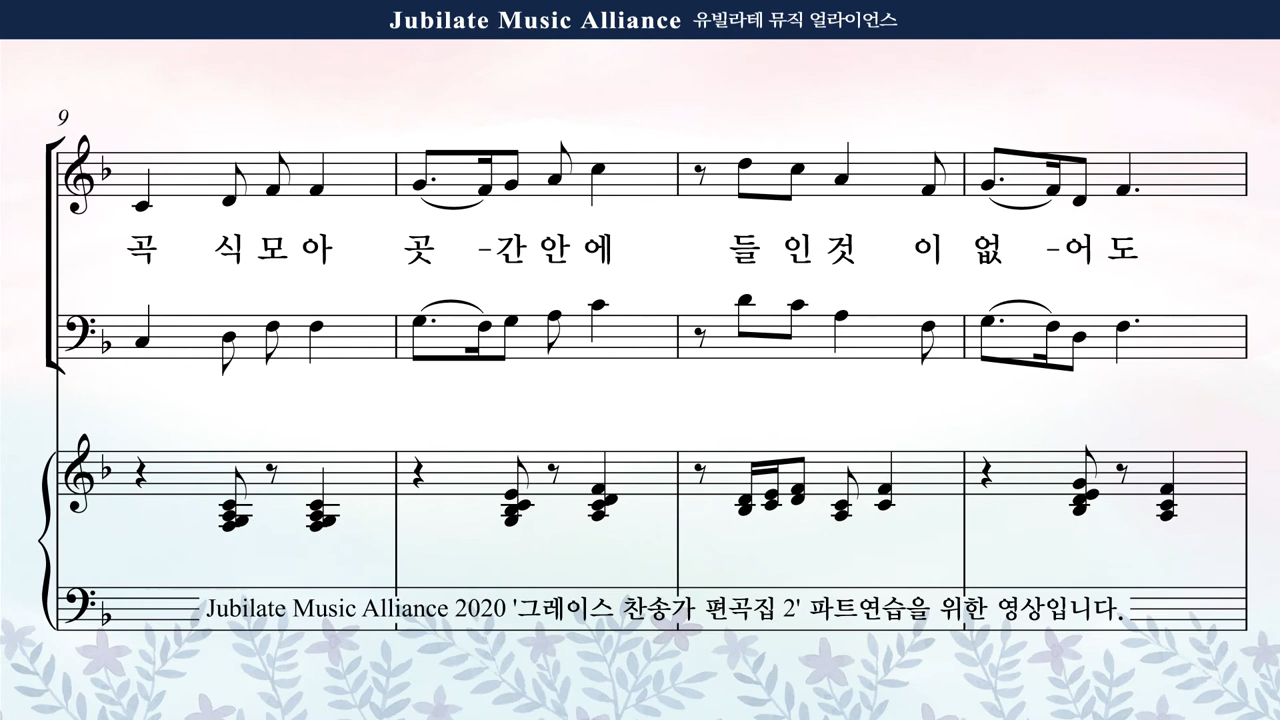 Jubilate Music Alliance 유빌라테 뮤직 얼라이언스
9
곡 식 모 아 곳 - 간 안 에 들 인 것 이 없 - 어 도
Jubilate Music Alliance 2020 '그레이스 찬송가 편곡집 2' 파트연습을 위한 영상입니다.